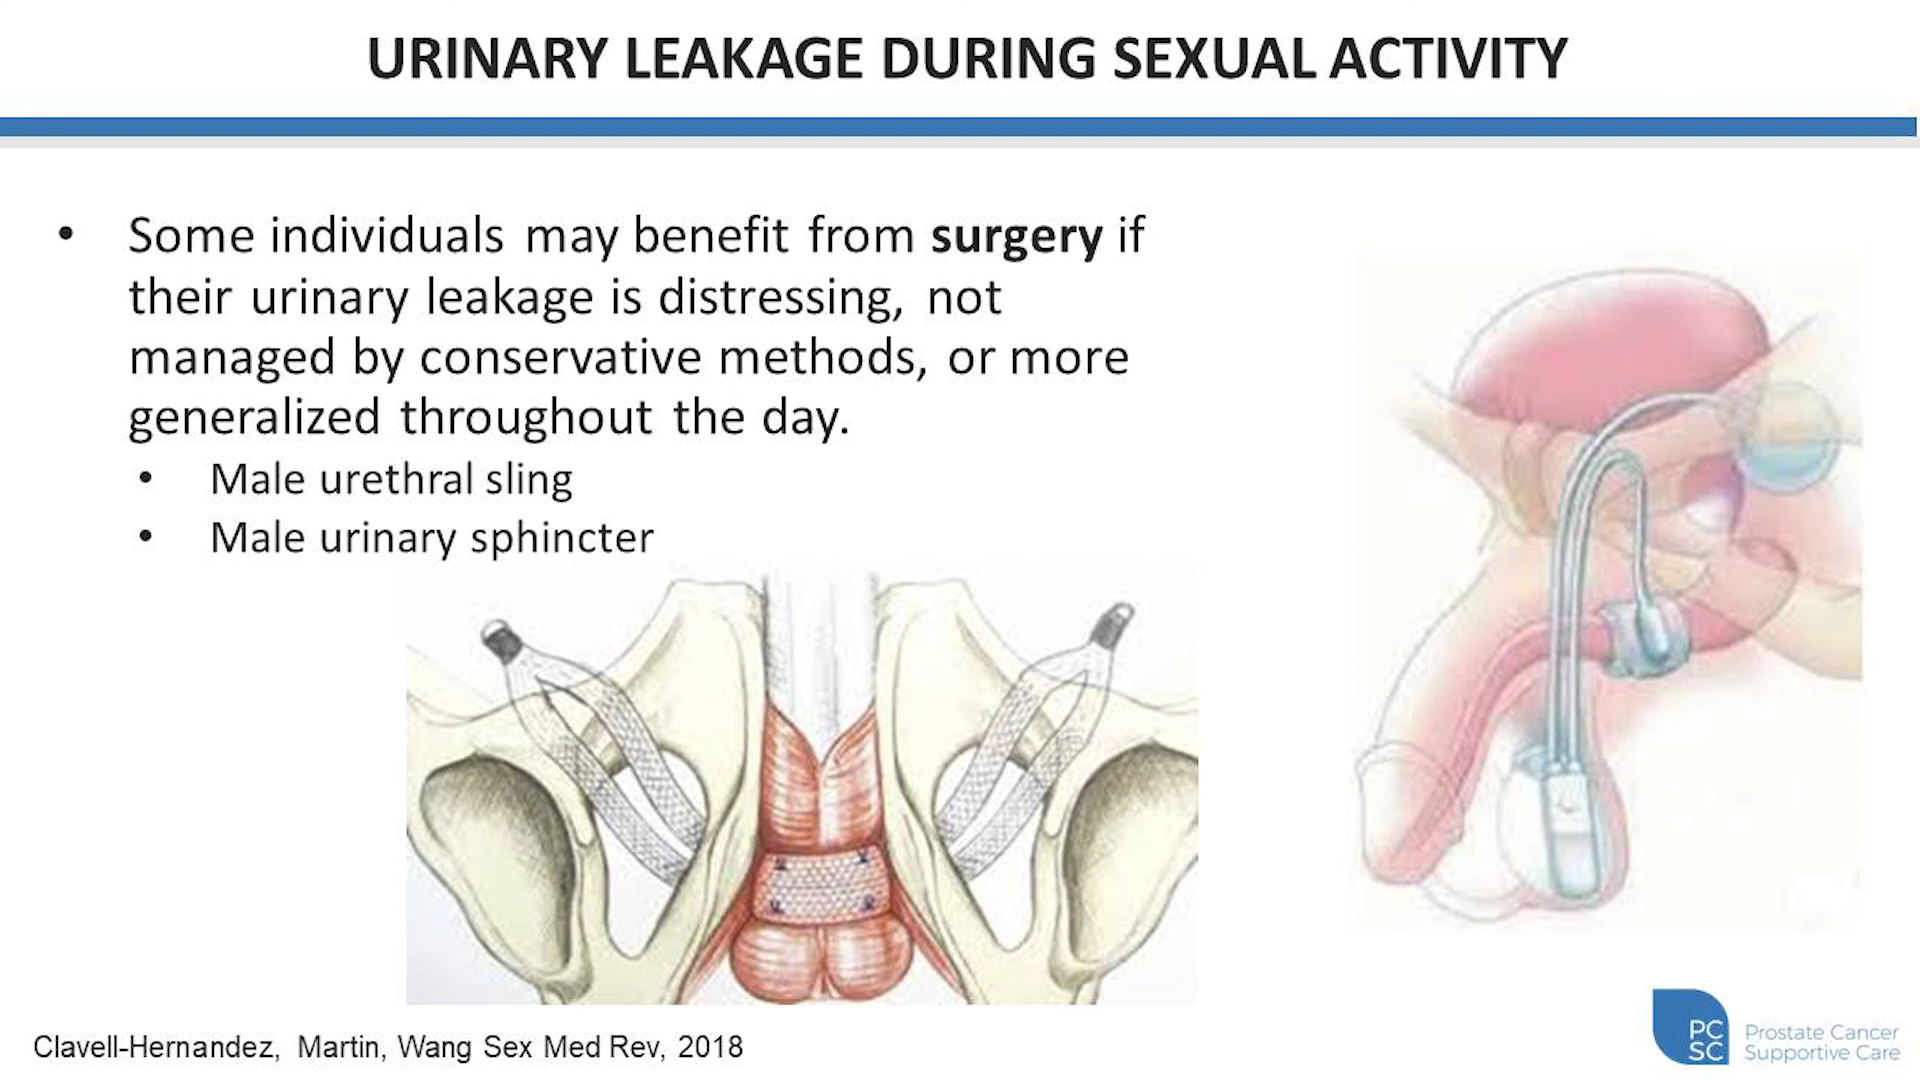 URINARY LEAKAGE DURING SEXUAL ACTIVITY
• Some individuals may benefit from surgery if
their urinary leakage is distressing, not
managed by conservative methods, or more
generalized throughout the day.
• Male urethral sling
• Male urinary sphincter
Clavell-Hernandez, Martin, Wang Sex Med Rev, 2018
PC
SC
Prostate Cancer
Supportive Care